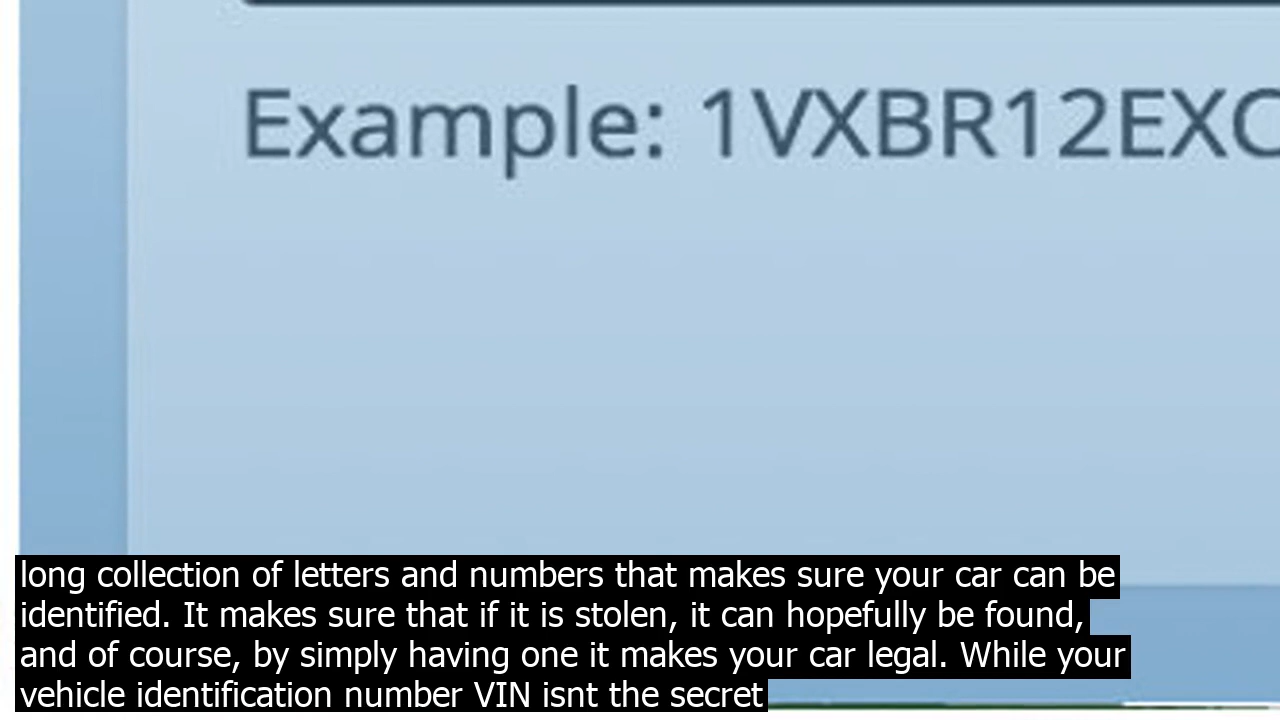 Example: 1VXBR12EXC
long collection of letters and numbers that makes sure your car can be
identified. It makes sure that if it is stolen, it can hopefully be found,
and of course, by simply having one it makes your car legal. While your
vehicle identification number VIN isnt the secret